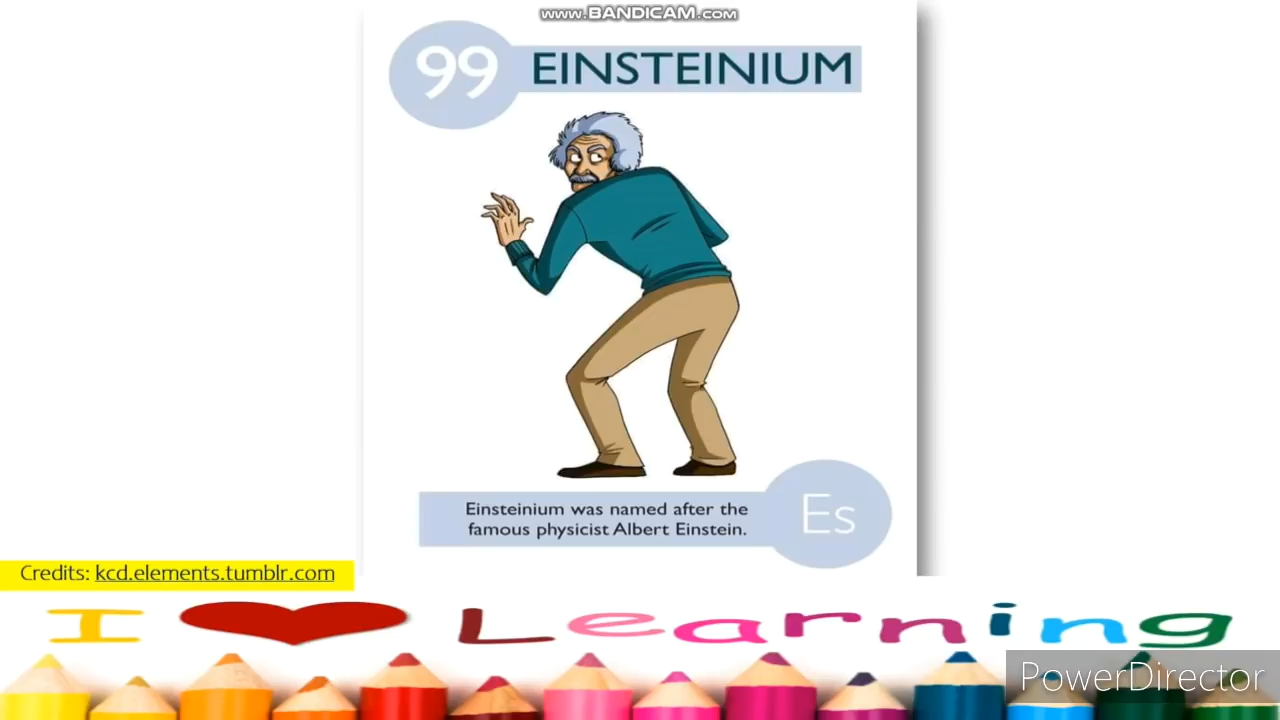 www.BANDICAM.com
99 EINSTEINIUM
Einsteinium was named after the
famous physicist Albert Einstein.
Es
Credits: kcd.elements.tumblr.com
I Learning
PowerDirector